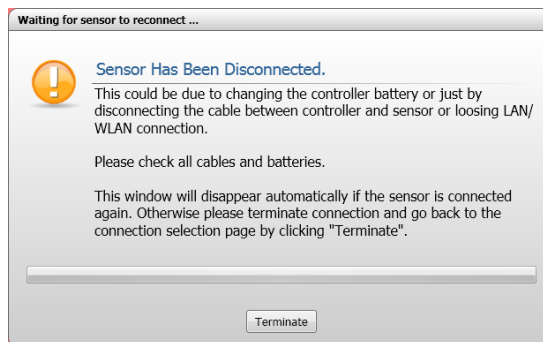 Waiting for sensor to reconnect ...
Sensor Has Been Disconnected.
This could be due to changing the controller battery or just by
disconnecting the cable between controller and sensor or loosing LAN/
WLAN connection.
Please check all cables and batteries.
This window will disappear automatically if the sensor is connected
again. Otherwise please terminate connection and go back to the
connection selection page by clicking "Terminate".
Terminate